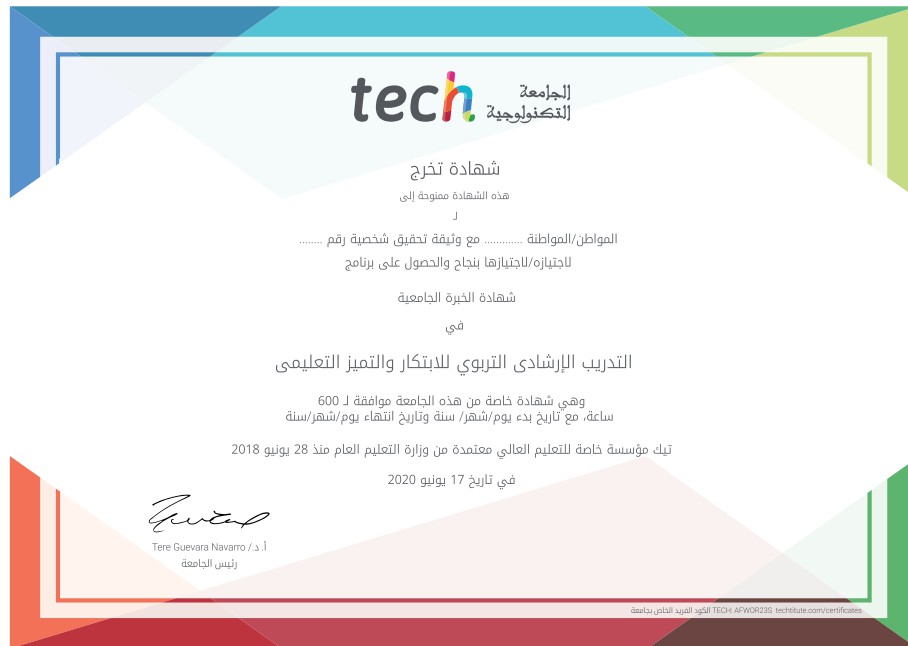 tech الجامعة
التكنولوجية
شهادة تخرج
هذه الشهادة ممنوحة إلى
لـ
المواطن/المواطنة ............. مع وثيقة تحقيق شخصية رقم ........
لاجتيازه/لاجتيازها بنجاح والحصول على برنامج
شهادة الخبرة الجامعية
في
التدريب الإرشادى التربوي للابتكار والتميز التعليمى
وهي شهادة خاصة من هذه الجامعة موافقة لـ 600
ساعة، مع تاريخ بدء يوم/شهر/ سنة وتاريخ انتهاء يوم/شهر/سنة
تيك مؤسسة خاصة للتعليم العالي معتمدة من وزارة التعليم العام منذ 28 يونيو 2018
في تاريخ 17 يونيو 2020
أ. د./ Tere Guevara Navarro
رئيس الجامعة
الكود الفريد الخاص بجامعة TECH: AFWOR23S techtitute.com/certificates